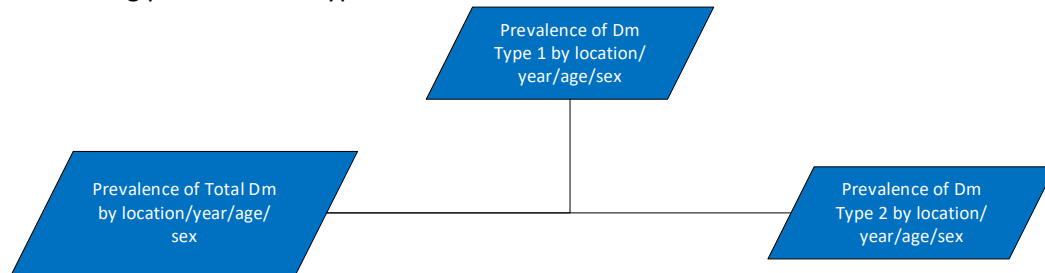 Prevalence of Dm
Type 1 by location/
year/age/sex
Prevalence of Total Dm
by location/year/age/
sex
Prevalence of Dm
Type 2 by location/
year/age/sex